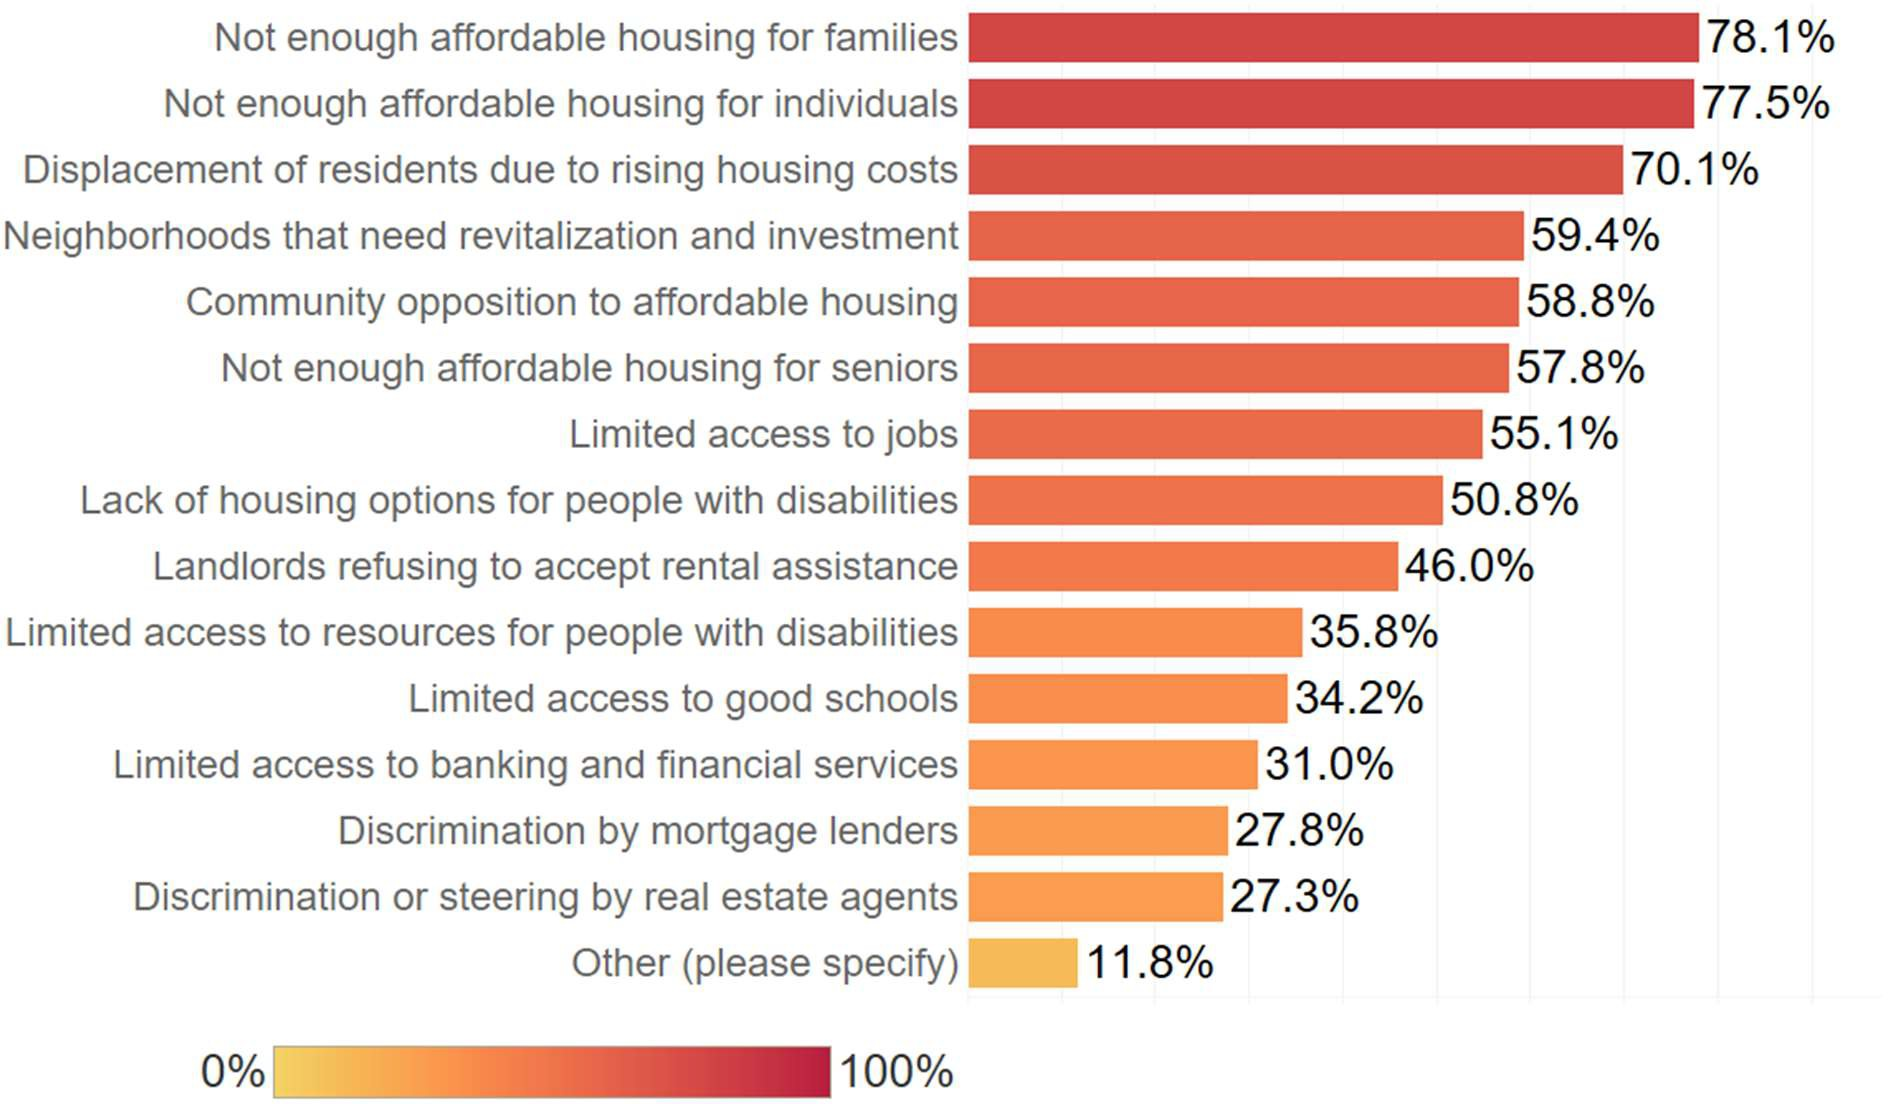 Not enough affordable housing for families 78.1%
Not enough affordable housing for individuals 77.5%
Displacement of residents due to rising housing costs 70.1%
Neighborhoods that need revitalization and investment 59.4%
Community opposition to affordable housing 58.8%
Not enough affordable housing for seniors 57.8%
Limited access to jobs 55.1%
Lack of housing options for people with disabilities 50.8%
Landlords refusing to accept rental assistance 46.0%
Limited access to resources for people with disabilities 35.8%
Limited access to good schools 34.2%
Limited access to banking and financial services 31.0%
Discrimination by mortgage lenders 27.8%
Discrimination or steering by real estate agents 27.3%
Other (please specify) 11.8%
0% 100%